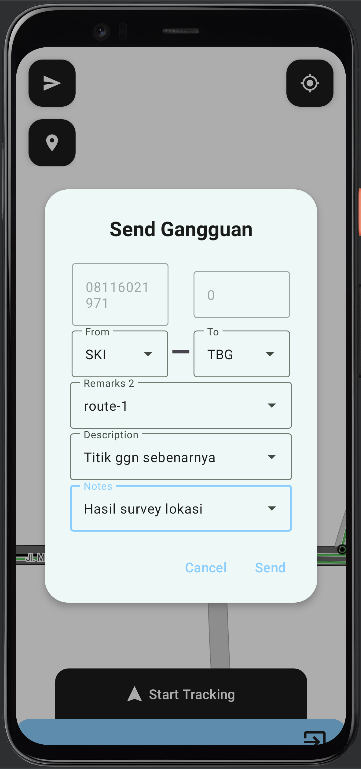 Send Gangguan
08116021
971
0
From
To
SKI
TBG
Remarks 2
route-1
Description
Titik ggn sebenarnya
Notes
Hasil survey lokasi
JL.M
Cancel
Send
Start Tracking